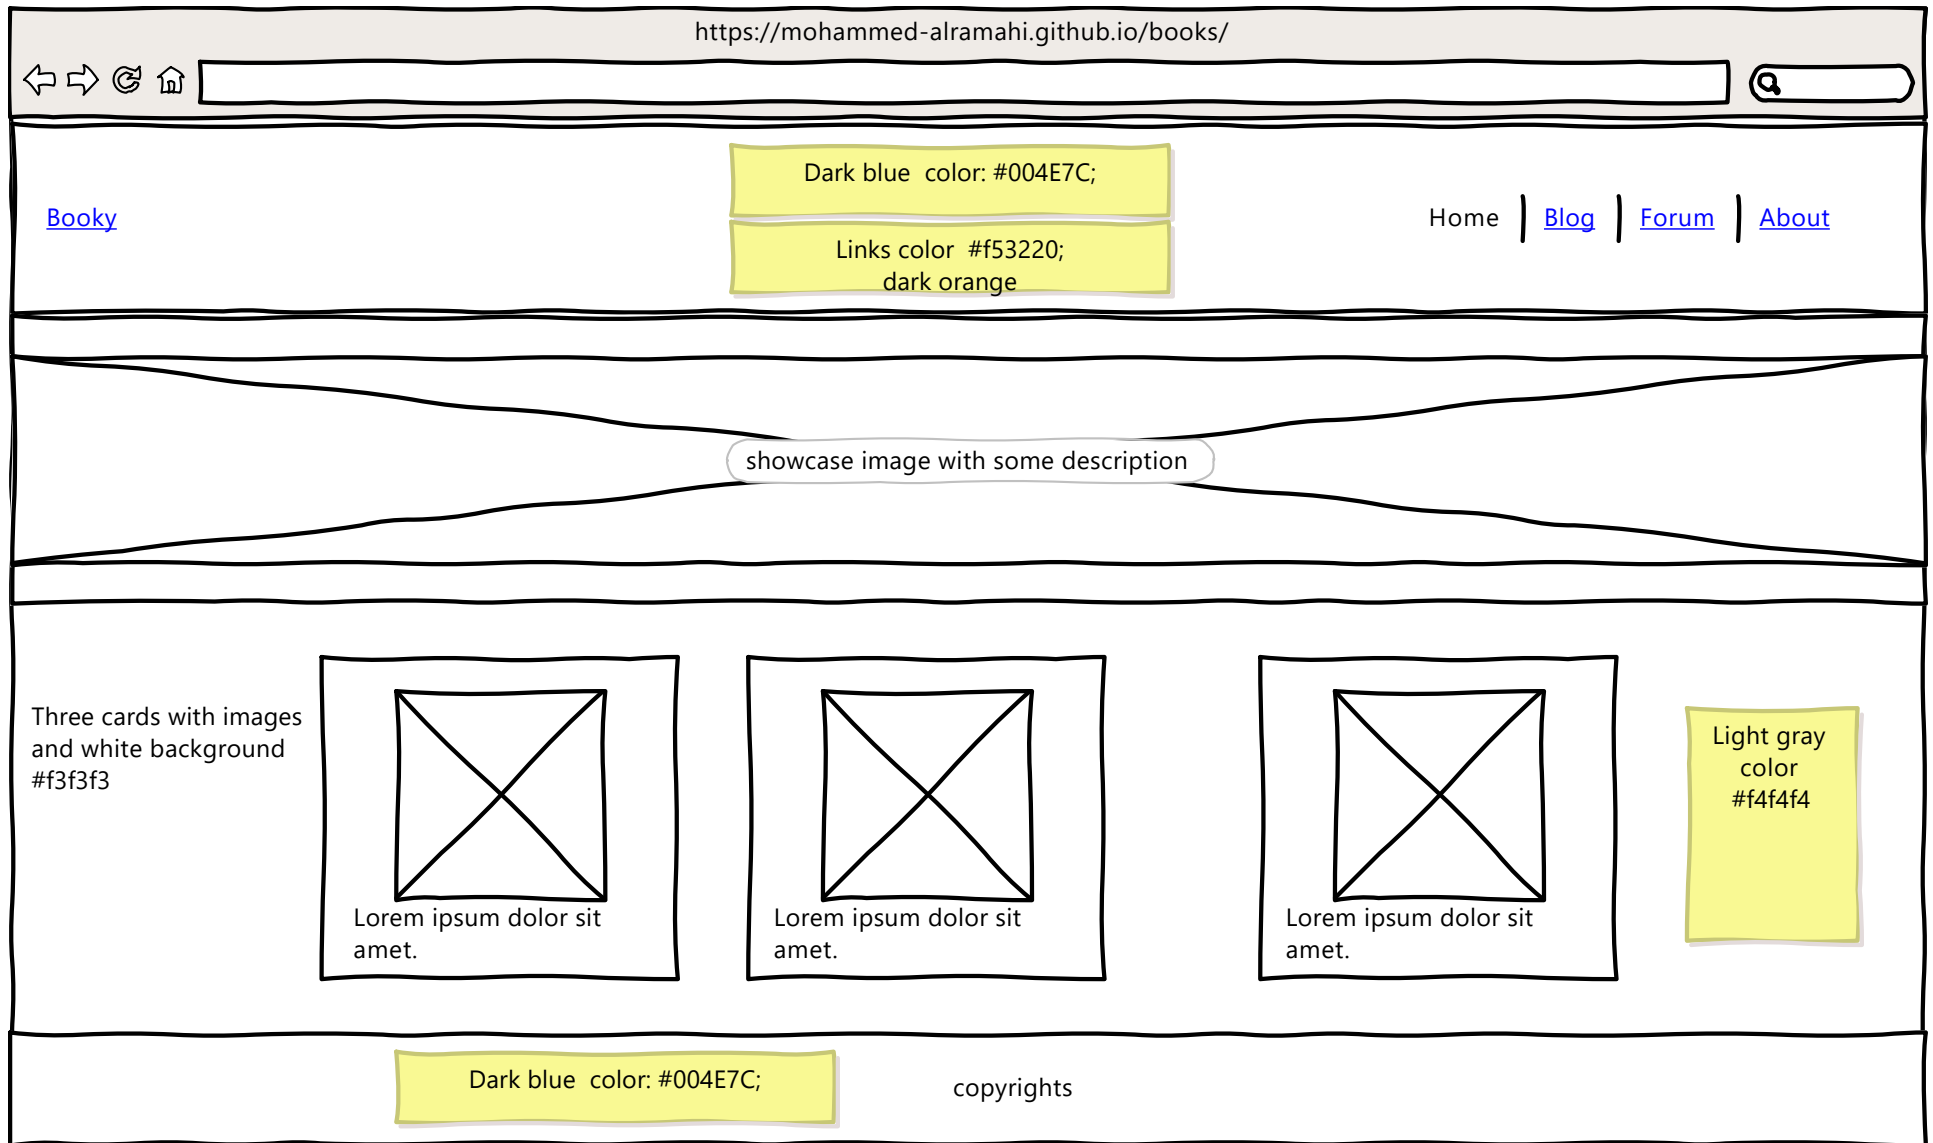 https://mohammed-alramahi.github.io/books/
Dark blue  color: #004E7C;
Booky
Home
Blog
Forum
About
Links color  #f53220;
dark orange
showcase image with some description
Three cards with images
and white background
#f3f3f3
Lorem ipsum dolor sit
amet.
Lorem ipsum dolor sit
amet.
Lorem ipsum dolor sit
amet.
Light gray
color
#f4f4f4
Dark blue  color: #004E7C;
copyrights